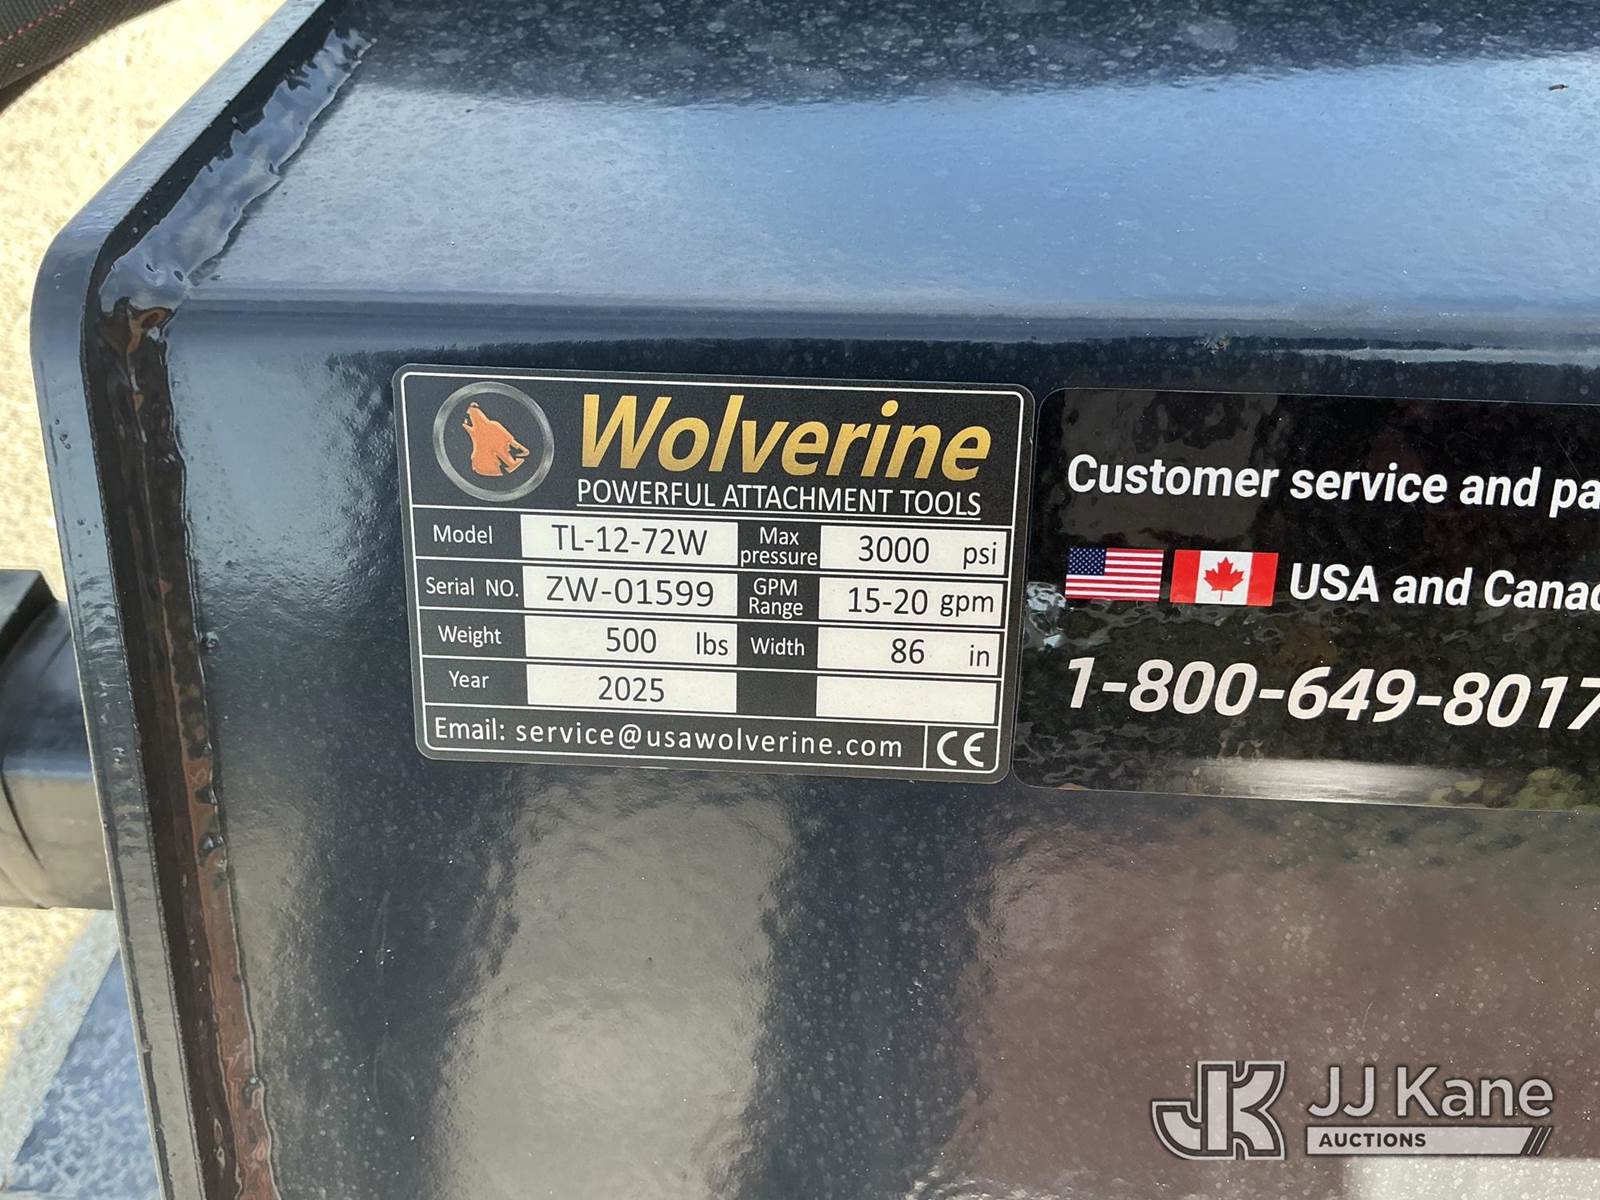 Wolverine
POWERFUL ATTACHMENT TOOLS
Model TL-12-72W Max pressure 3000 psi
Serial NO. ZW-01599 GPM Range 15-20 gpm
Weight 500 lbs Width 86 in
Year 2025
Email: service@usawolverine.com CE
Customer service and
USA and
1-800-649-8017
JK JJ Kane
AUCTIONS